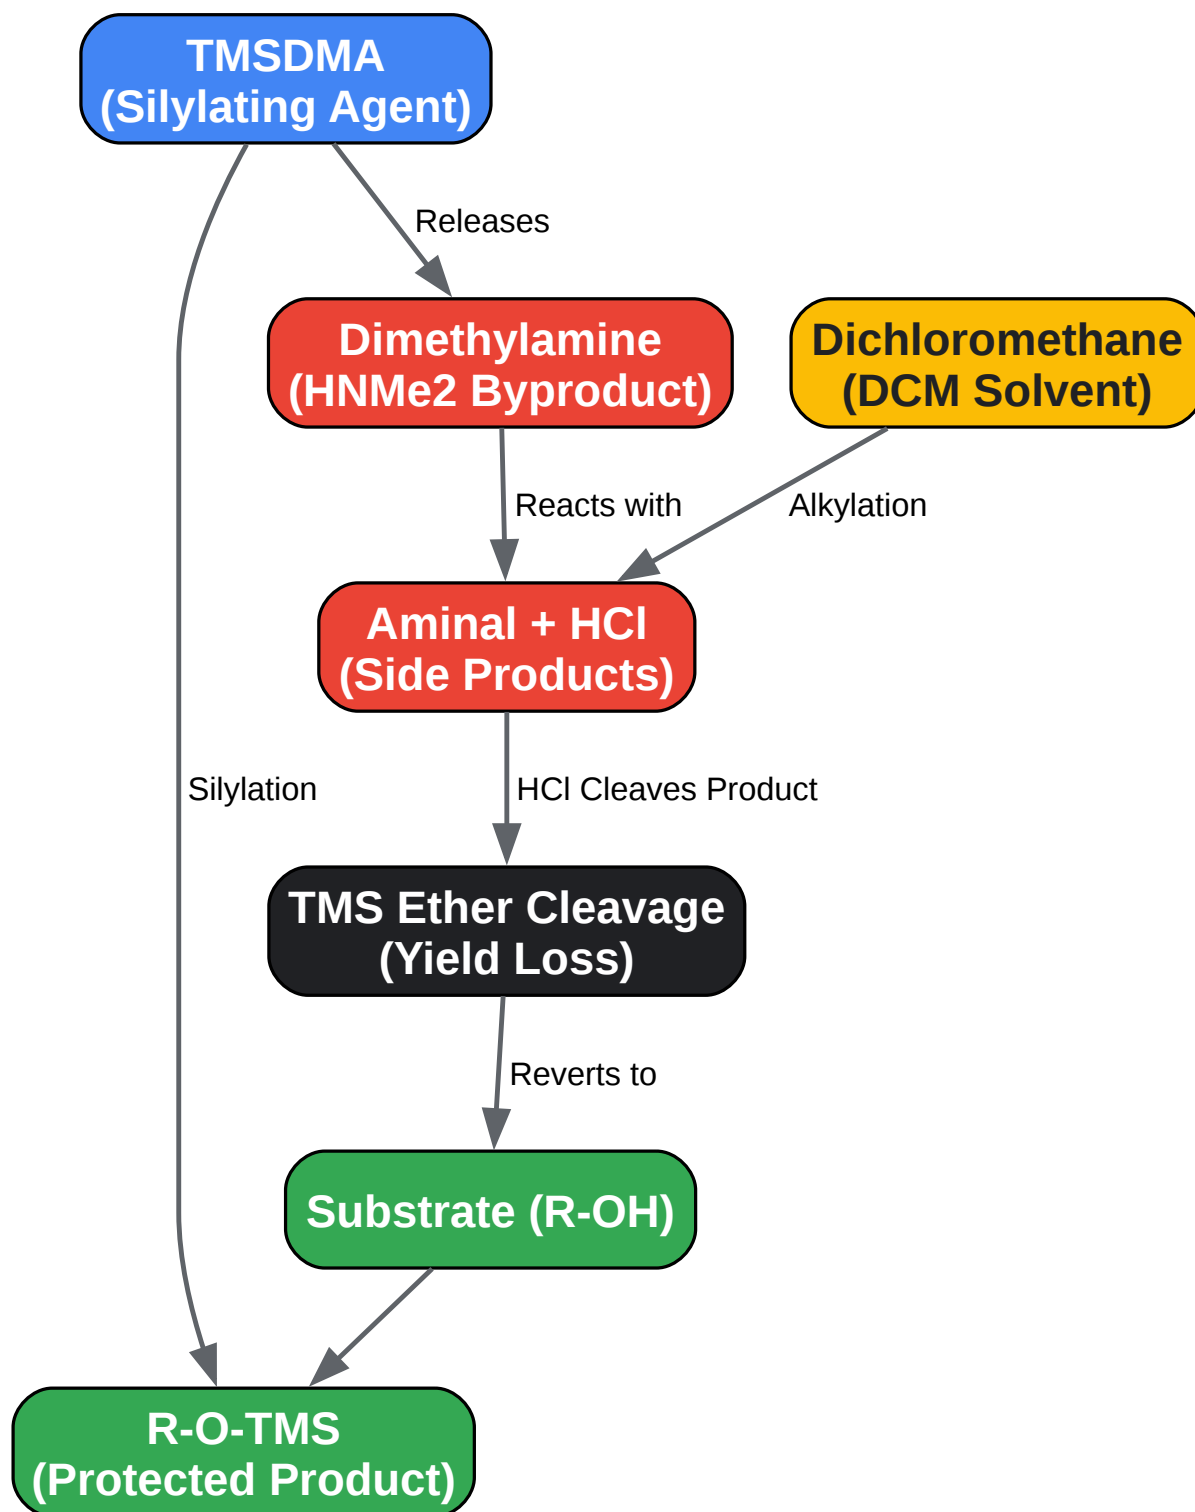 TMSDMA
(Silylating Agent)
Releases
Dimethylamine
(HNMe2 Byproduct)
Dichloromethane
(DCM Solvent)
Reacts with
Alkylation
Aminal + HCl
(Side Products)
Silylation
HCl Cleaves Product
TMS Ether Cleavage
(Yield Loss)
Reverts to
Substrate (R-OH)
R-O-TMS
(Protected Product)